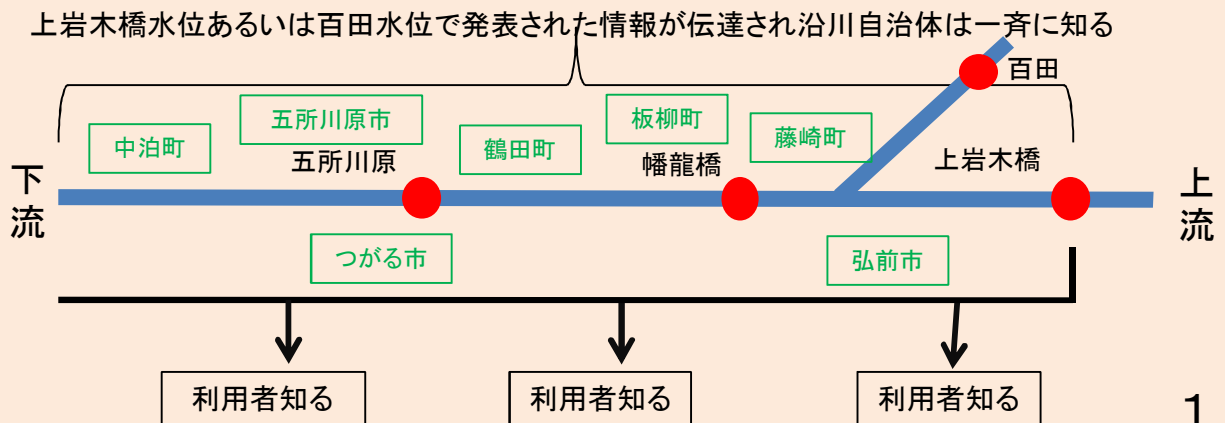 上岩木橋水位あるいは百田水位で発表された情報が伝達され沿川自治体は一斉に知る
百田
中泊町
五所川原市
五所川原
鶴田町
板柳町
幡龍橋
藤崎町
上岩木橋
下流
上流
つがる市
弘前市
利用者知る
利用者知る
利用者知る
1